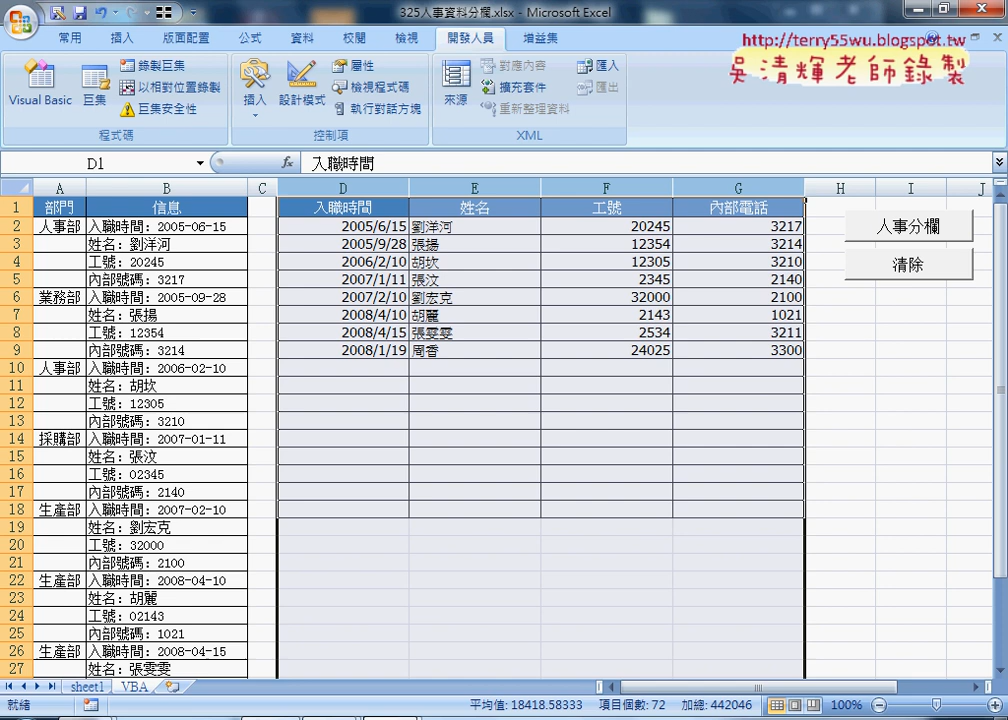 325人事資料分欄.xlsx - Microsoft Excel
常用 插入 版面配置 公式 資料 校閱 檢視 開發人員 增益集
http://terry55wu.blogspot.tw
吳清輝老師錄製
Visual Basic 巨集 錄製巨集 以相對位置錄製 巨集安全性
程式碼
插入 設計模式 屬性 檢視程式碼 執行對話方塊
控制項
來源 對應內容 擴充套件 重新整理資料 匯入 匯出
XML
D1 fx 入職時間
A B C D E F G H I J
1 部門 信息 入職時間 姓名 工號 內部電話
2 人事部 入職時間：2005-06-15 2005/6/15 劉洋河 20245 3217 人事分欄
3 姓名：劉洋河 2005/9/28 張揚 12354 3214
4 工號：20245 2006/2/10 胡坎 12305 3210 清除
5 內部號碼：3217 2007/1/11 張汶 2345 2140
6 業務部 入職時間：2005-09-28 2007/2/10 劉宏克 32000 2100
7 姓名：張揚 2008/4/10 胡麗 2143 1021
8 工號：12354 2008/4/15 張雯雯 2534 3211
9 內部號碼：3214 2008/1/19 周香 24025 3300
10 人事部 入職時間：2006-02-10
11 姓名：胡坎
12 工號：12305
13 內部號碼：3210
14 採購部 入職時間：2007-01-11
15 姓名：張汶
16 工號：02345
17 內部號碼：2140
18 生產部 入職時間：2007-02-10
19 姓名：劉宏克
20 工號：32000
21 內部號碼：2100
22 生產部 入職時間：2008-04-10
23 姓名：胡麗
24 工號：02143
25 內部號碼：1021
26 生產部 入職時間：2008-04-15
27 姓名：張雯雯
sheet1 VBA
就緒 平均值: 18418.58333 項目個數: 72 加總: 442046 100%